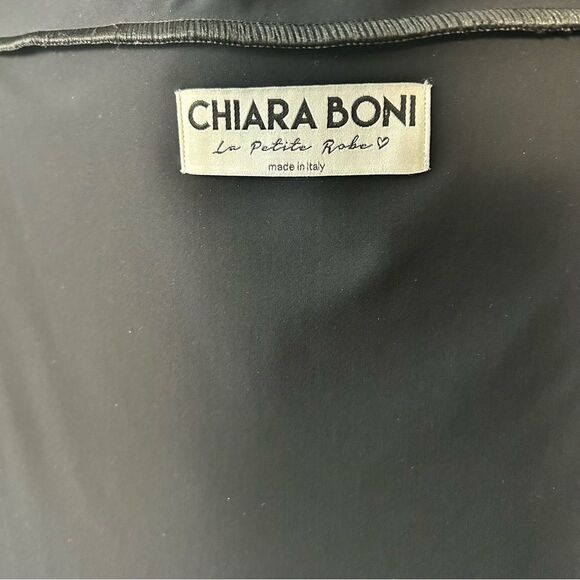 CHIARA BONI
La Petite Robe♡
made in Italy